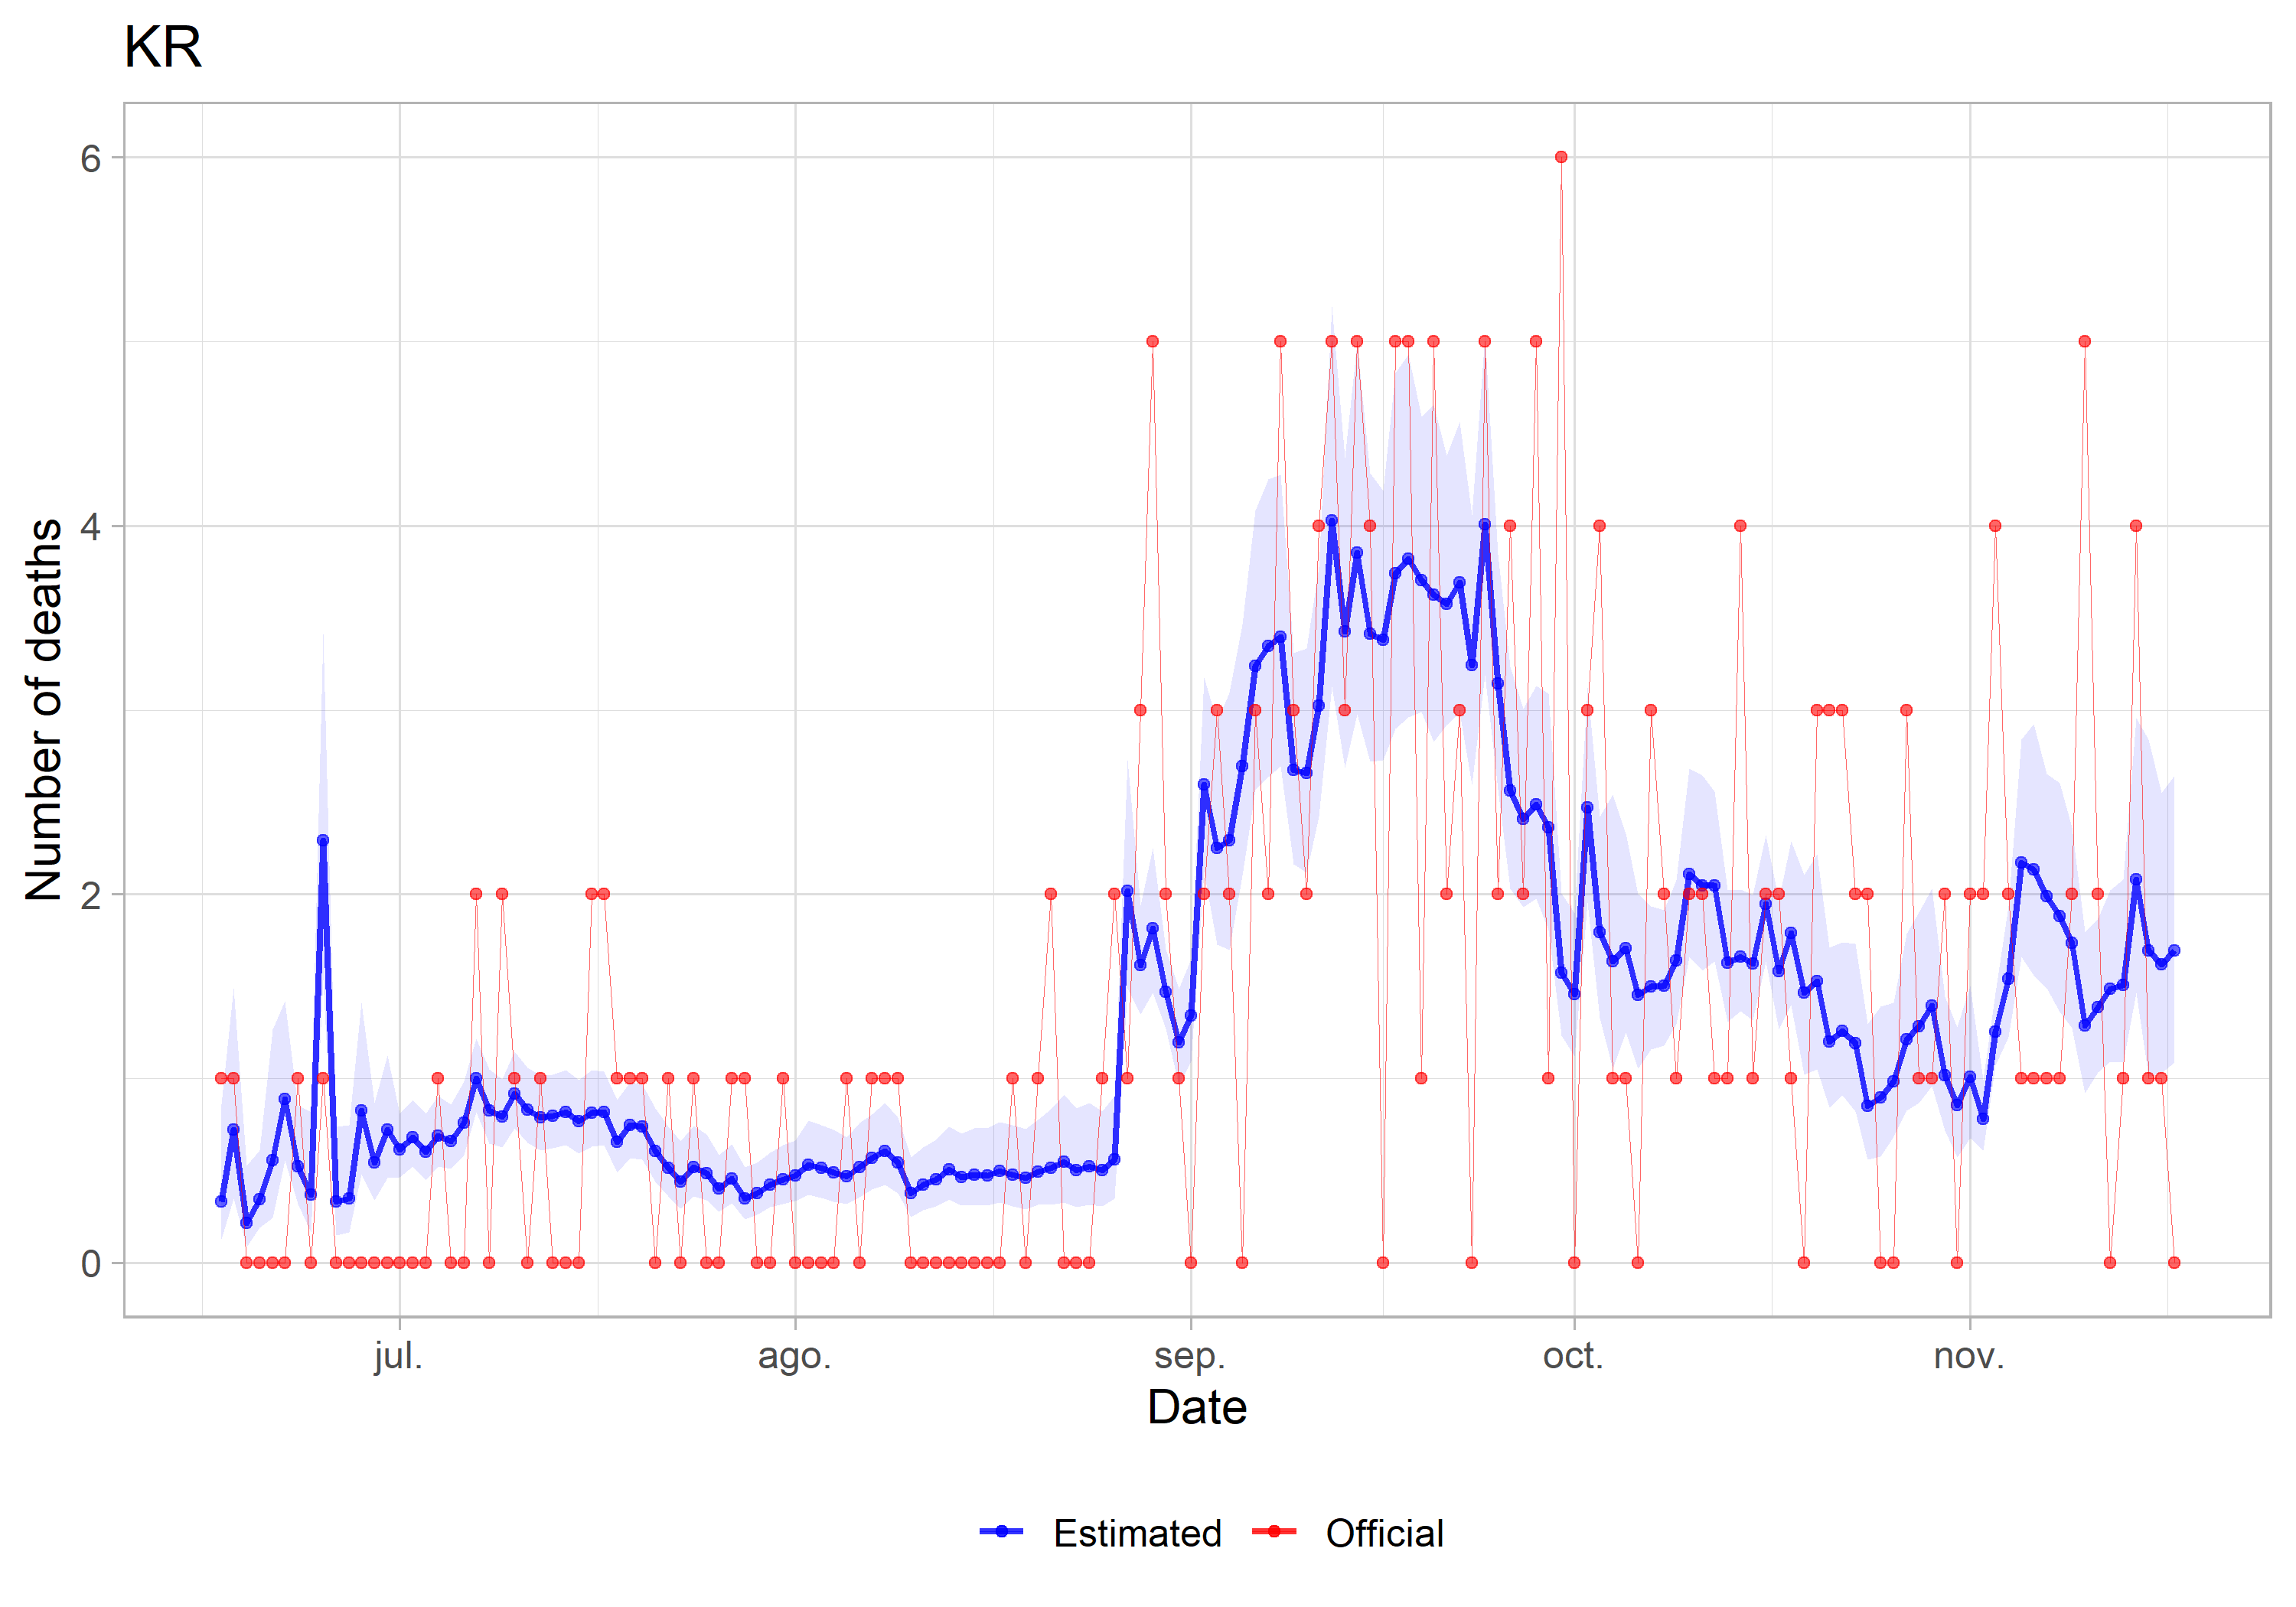 KR
6
4
2
0
Number of deaths
jul.
ago.
sep.
oct.
nov.
Date
Estimated
Official